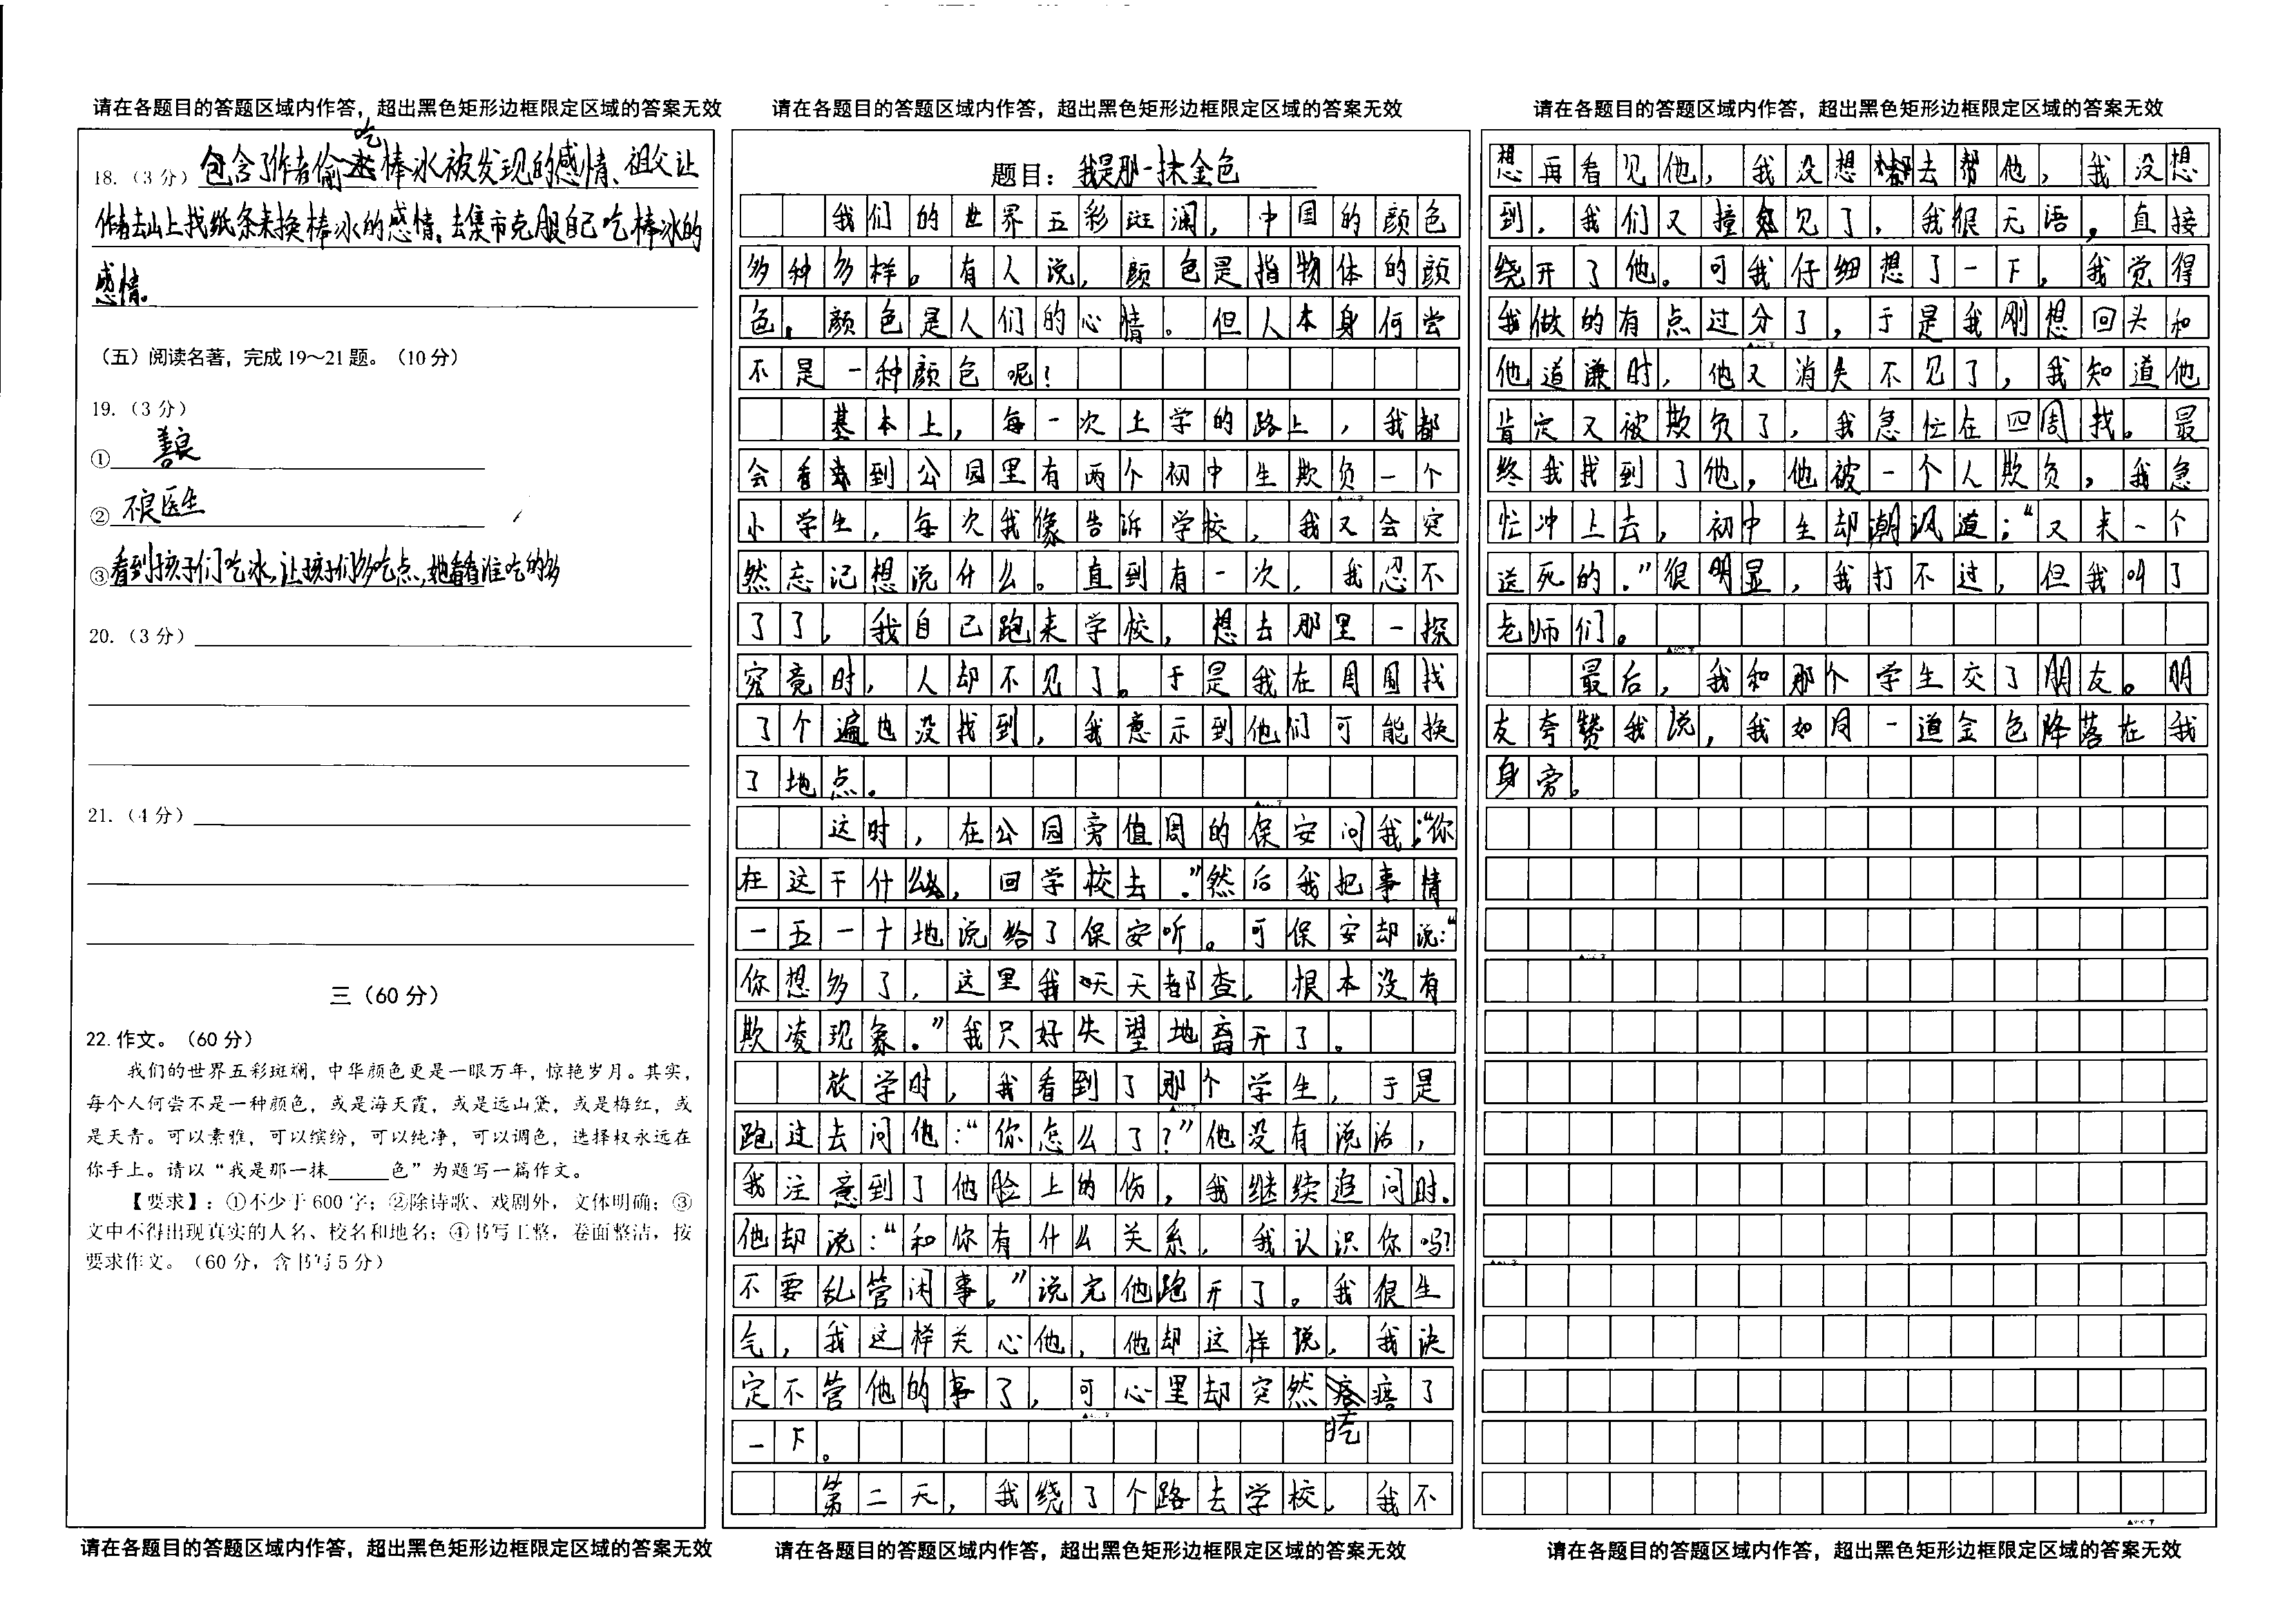 请在各题目的答题区域内作答，超出黑色矩形边框限定区域的答案无效
18.（3分）包含了作者偷吃棒冰被发现的感情、祖父让
作者去山上找纸条来换棒冰的感情。去集市克服自己吃棒冰的
感情。
（五）阅读名著，完成19～21题。（10分）
19.（3分）
①善良
②不良医生
③看到孩子们吃冰，让孩子们多吃点，她看看谁吃的多
20.（3分）
21.（4分）
三（60分）
22.作文。（60分）
我们的世界五彩斑斓，中华颜色更是一眼万年，惊艳岁月。其实，
每个人何尝不是一种颜色，或是海天霞，或是远山黛，或是梅红，或
是天青。可以素雅，可以缤纷，可以纯净，可以调色，选择权永远在
你手上。请以“我是那一抹______色”为题写一篇作文。
【要求】：①不少于600字；②除诗歌、戏剧外，文体明确；③
文中不得出现真实的人名、校名和地名；④书写工整，卷面整洁，按
要求作文。（60分，含书写5分）
请在各题目的答题区域内作答，超出黑色矩形边框限定区域的答案无效
请在各题目的答题区域内作答，超出黑色矩形边框限定区域的答案无效
题目：我是那一抹金色
我们的世界五彩斑斓，中国的颜色
多种多样。有人说，颜色是指物体的颜
色，颜色是人们的心情。但人本身何尝
不是一种颜色呢！
基本上，每一次上学的路上，我都
会看到公园里有两个初中生欺负一个
小学生，每次我像告诉学校，我又会突
然忘记想说什么。直到有一次，我忍不
了了，我自己跑来学校，想去那里一探
究竟时，人却不见了。于是我在周围找
了个遍也没找到，我意示到他们可能换
了地点。
这时，在公园旁值周的保安问我：“你
在这干什么，回学校去。”然后我把事情
一五一十地说给了保安听。可保安却说：“
你想多了，这里我天天都查，根本没有
欺凌现象。”我只好失望地离开了。
放学时，我看到了那个学生，于是
跑过去问他：“你怎么了？”他没有说话，
我注意到了他脸上的伤，我继续追问时。
他却说：“和你有什么关系，我认识你吗？
不要乱管闲事。”说完他跑开了。我很生
气，我这样关心他，他却这样说，我决
定不管他的事了，可心里却突然疙瘩了
一下。
第二天，我绕了个路去学校，我不
请在各题目的答题区域内作答，超出黑色矩形边框限定区域的答案无效
请在各题目的答题区域内作答，超出黑色矩形边框限定区域的答案无效
想再看见他，我没想去帮他，我没想
到，我们又撞见了，我很无语，直接
绕开了他。可我仔细想了一下，我觉得
我做的有点过分了，于是我刚想回头和
他道谦时，他又消失不见了，我知道他
肯定又被欺负了，我急忙在四周找。最
终我找到了他，他被一个人欺负，我急
忙冲上去，初中生却潮讽道：“又来一个
送死的。”很明显，我打不过，但我叫了
老师们。
最后，我和那个学生交了朋友。朋
友夸赞我说，我如同一道金色降落在我
身旁。
请在各题目的答题区域内作答，超出黑色矩形边框限定区域的答案无效